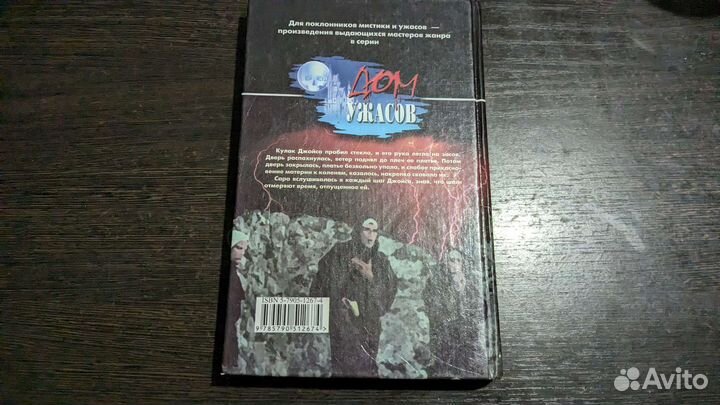 Для поклонников мистики и ужасов —
произведения выдающихся мастеров жанра
в серии
ДОМ
УЖАСОВ
Кулак Джойса пробил стекло, и его рука легла на засов.
Дверь распахнулась, ветер поднял до плеч ее платье. Потом
дверь закрылась, платье безвольно упало, и слабое прикосно-
вение материи к коленям, казалось, накрепко сковало их.
Сара вслушивалась в каждый шаг Джойса, зная, что шаги
отмеряют время, отпущенное ей.
ISBN 5-7905-1267-4
9 785790 512674 >
Avito